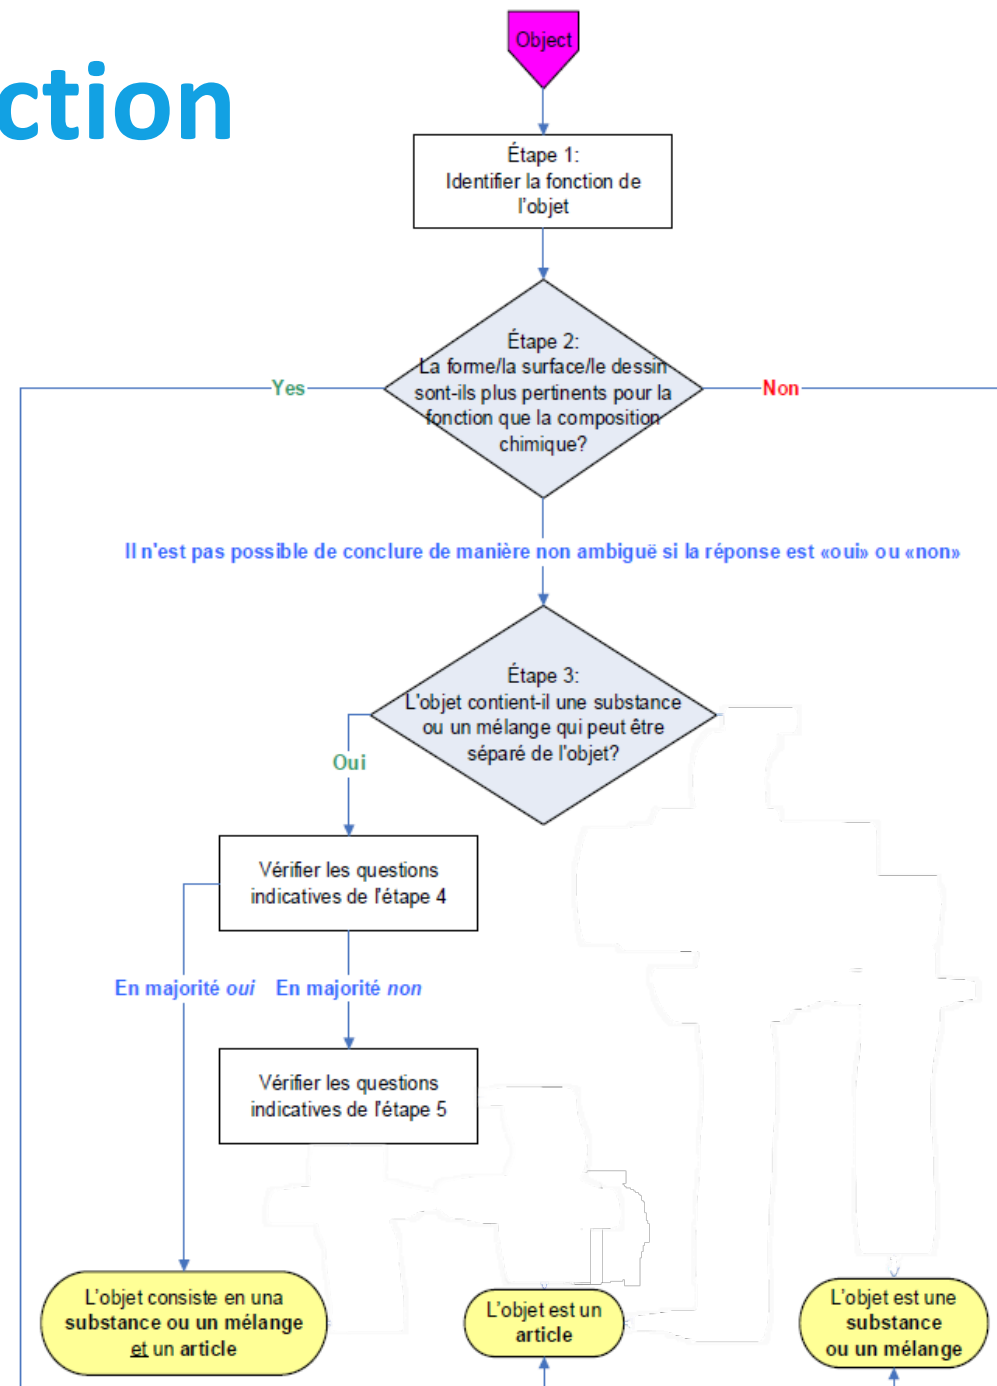 Object
ction
Étape 1:
Identifier la fonction de
l'objet
Étape 2:
La forme/la surface/le dessin
sont-ils plus pertinents pour la
fonction que la composition
chimique?
Yes
Non
Il n'est pas possible de conclure de manière non ambiguë si la réponse est «oui» ou «non»
Étape 3:
L'objet contient-il une substance
ou un mélange qui peut être
séparé de l'objet?
Oui
Vérifier les questions
indicatives de l'étape 4
En majorité oui
En majorité non
Vérifier les questions
indicatives de l'étape 5
L'objet consiste en una
substance ou un mélange
et un article
L'objet est un
article
L'objet est une
substance
ou un mélange